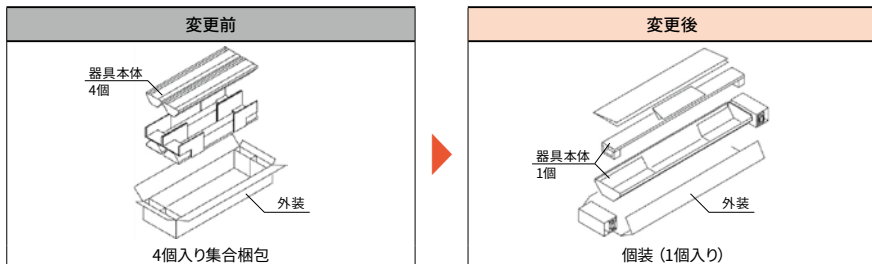 変更前
器具本体
4個
外装
4個入り集合梱包
変更後
器具本体
1個
外装
個装（1個入り）